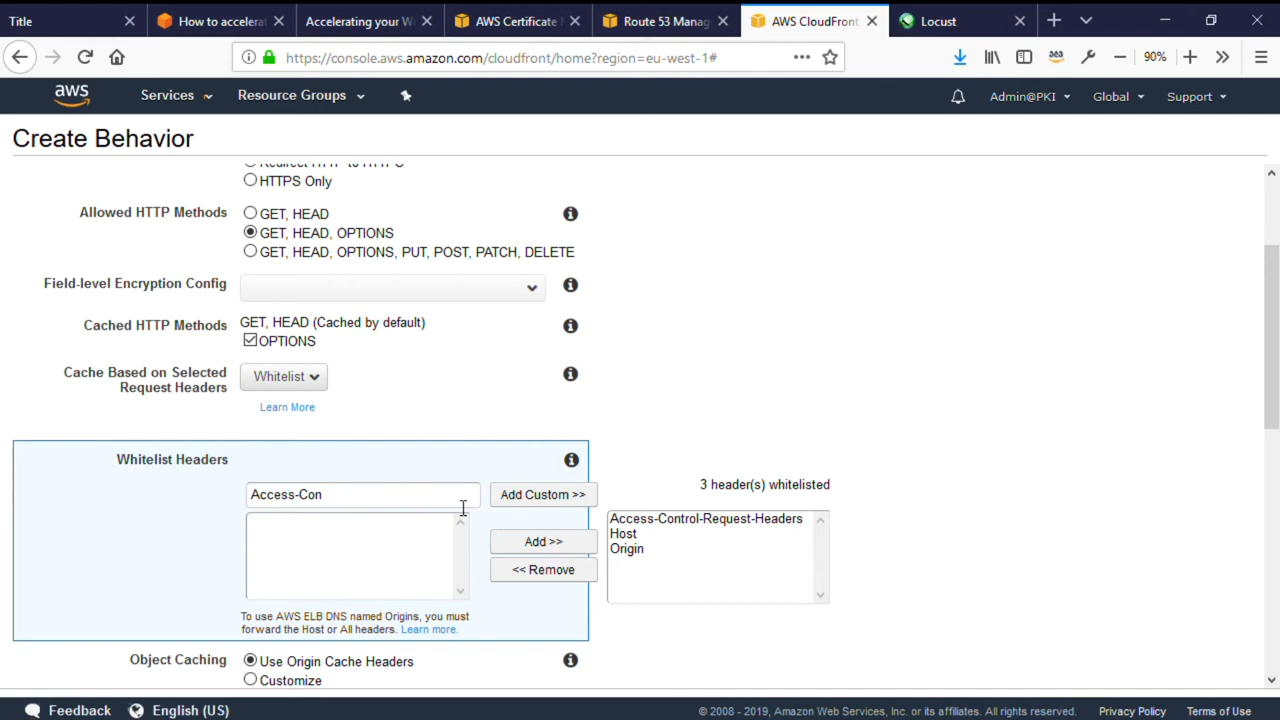 Title
How to accelerat
Accelerating your W
AWS Certificate
Route 53 Manag
AWS CloudFront
Locust
https://console.aws.amazon.com/cloudfront/home?region=eu-west-1#
90%
aws
Services
Resource Groups
Admin@PKI
Global
Support
Create Behavior
Redirect HTTP to HTTPS
HTTPS Only
Allowed HTTP Methods
GET, HEAD
GET, HEAD, OPTIONS
GET, HEAD, OPTIONS, PUT, POST, PATCH, DELETE
Field-level Encryption Config
Cached HTTP Methods
GET, HEAD (Cached by default)
OPTIONS
Cache Based on Selected
Request Headers
Whitelist
Learn More
Whitelist Headers
Access-Con
Add Custom >>
3 header(s) whitelisted
Access-Control-Request-Headers
Host
Origin
Add >>
<< Remove
To use AWS ELB DNS named Origins, you must
forward the Host or All headers. Learn more.
Object Caching
Use Origin Cache Headers
Customize
Feedback
English (US)
© 2008 - 2019, Amazon Web Services, Inc. or its affiliates. All rights reserved.
Privacy Policy
Terms of Use